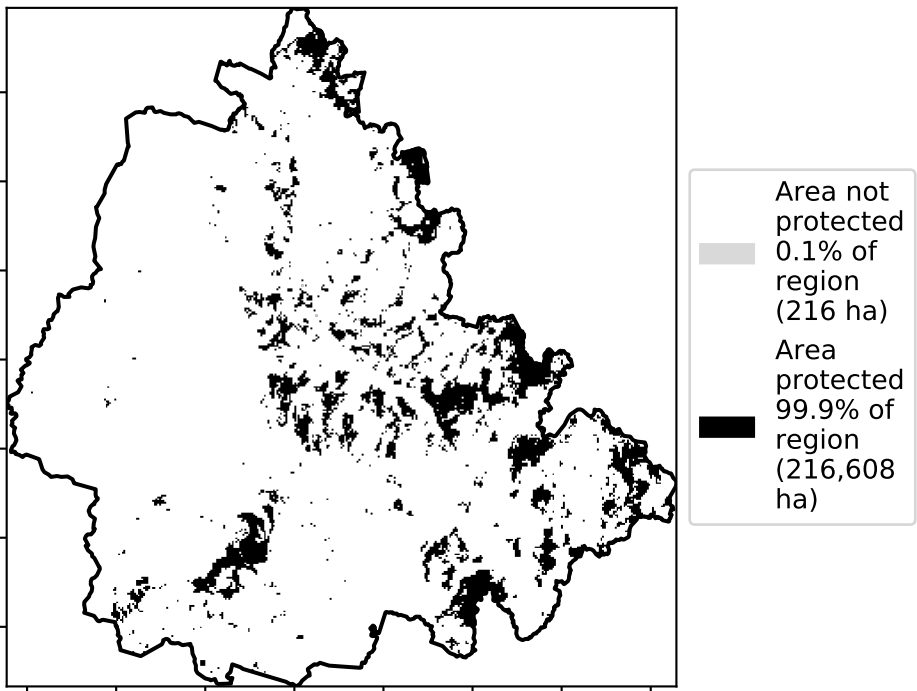 Area not
protected
0.1% of
region
(216 ha)
Area
protected
99.9% of
region
(216,608
ha)